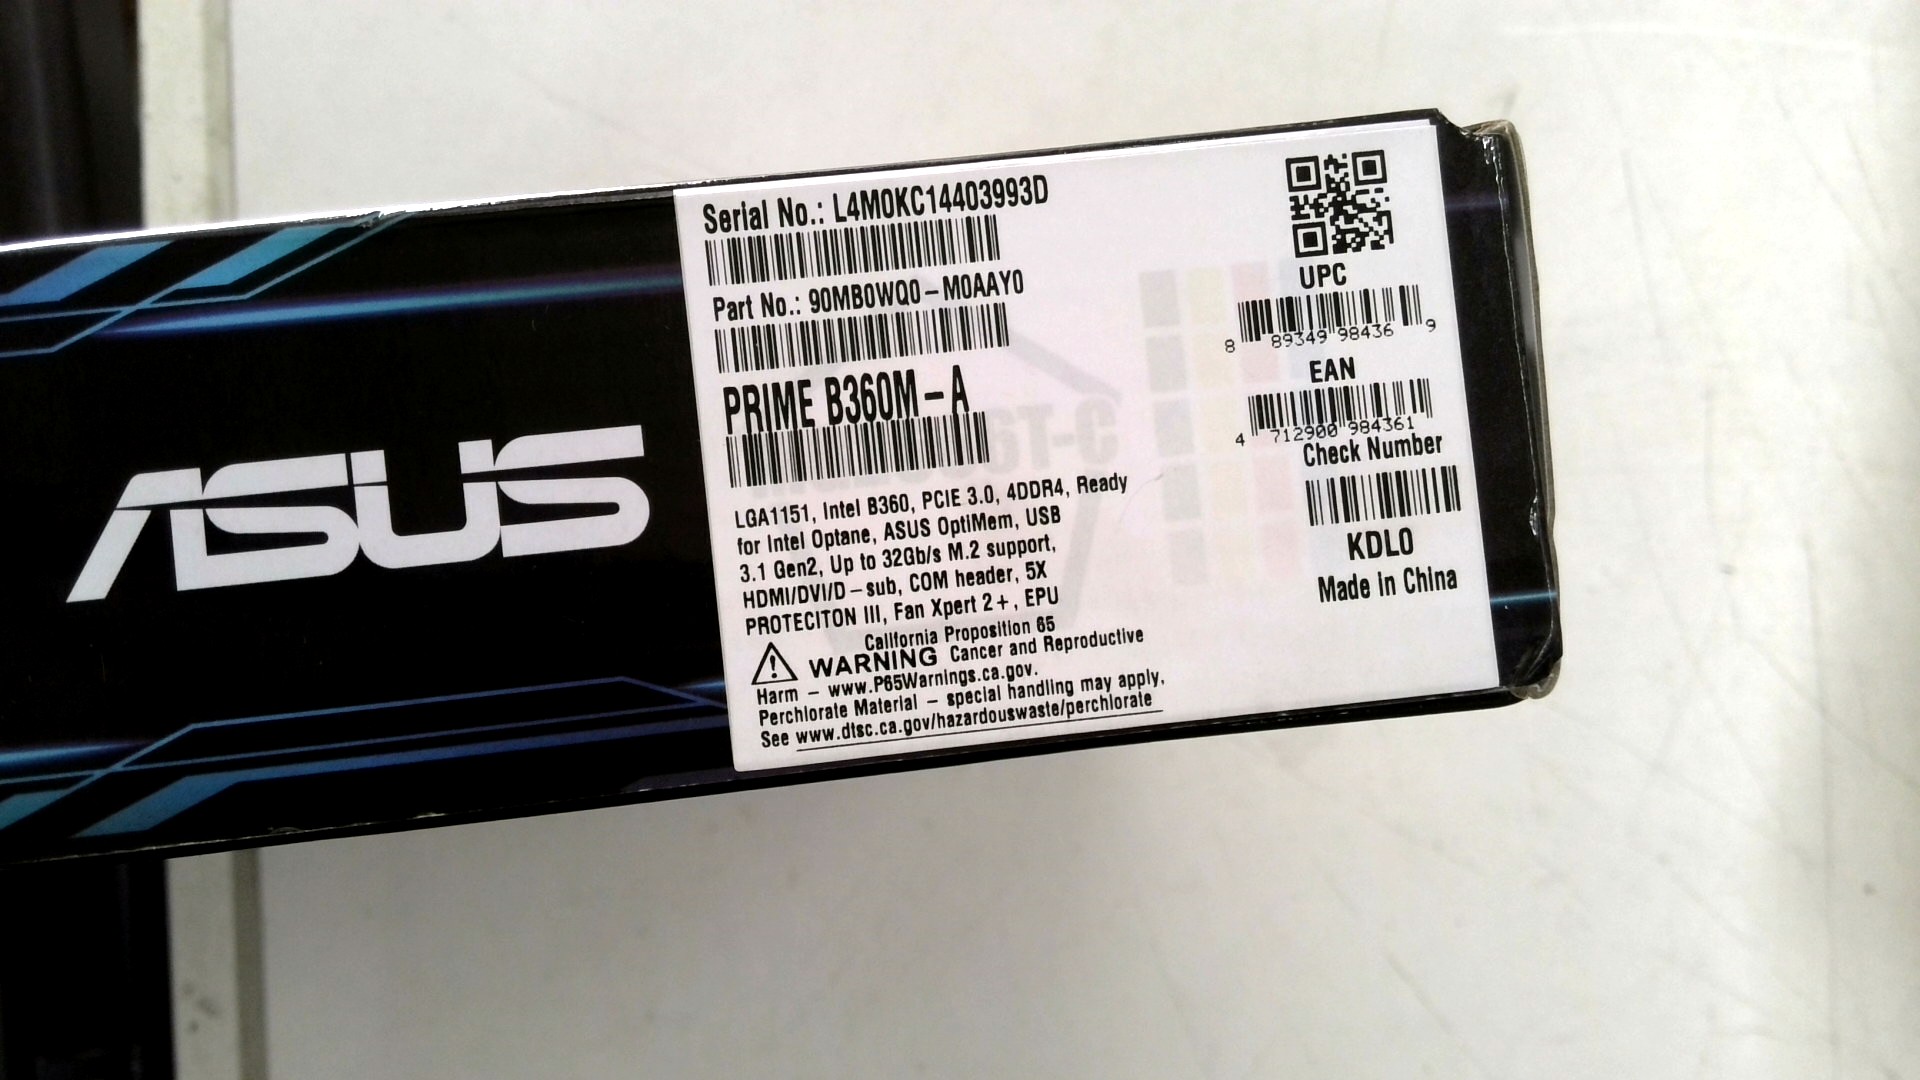 ASUS
Serial No.: L4M0KC14403993D
Part No.: 90MB0WQ0-M0AAY0
PRIME B360M-A
LGA1151, Intel B360, PCIE 3.0, 4DDR4, Ready
for Intel Optane, ASUS OptiMem, USB
3.1 Gen2, Up to 32Gb/s M.2 support,
HDMI/DVI/D-sub, COM header, 5X
PROTECITON III, Fan Xpert 2+, EPU
California Proposition 65
WARNING Cancer and Reproductive
Harm - www.P65Warnings.ca.gov.
Perchlorate Material - special handling may apply,
See www.dtsc.ca.gov/hazardouswaste/perchlorate
UPC
8 89349 98436 9
EAN
4 712900 984361
Check Number
KDL0
Made in China